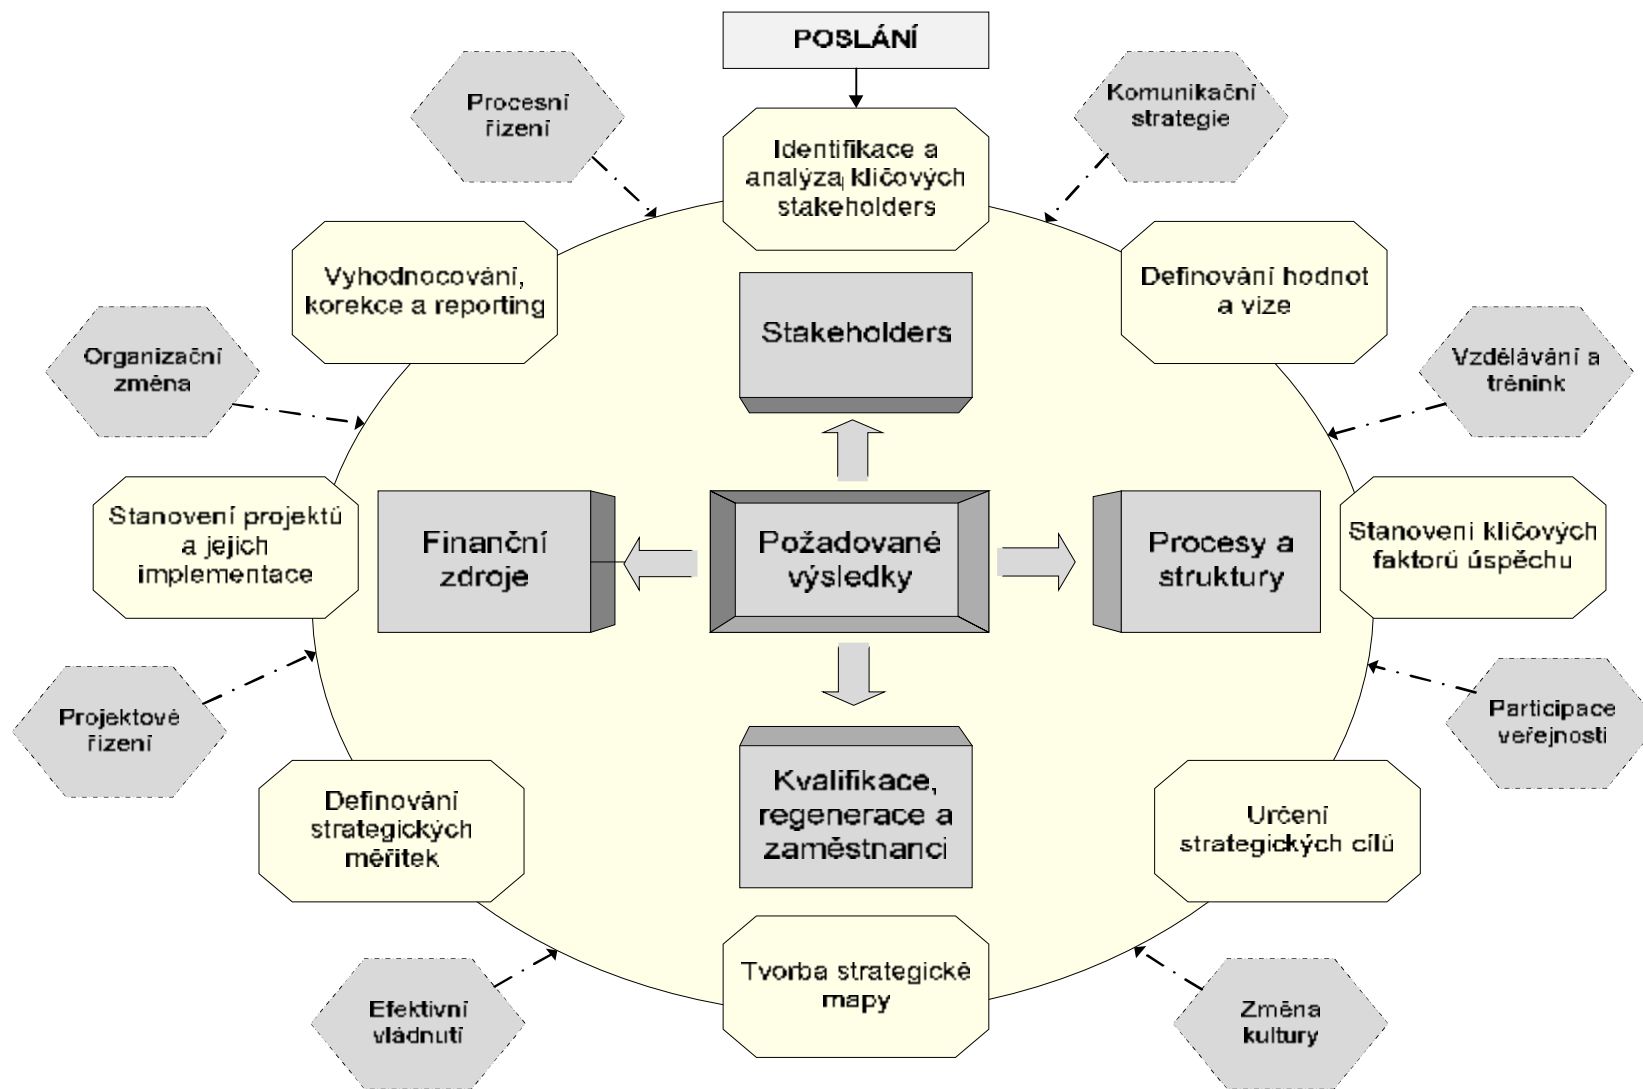 POSLÁNÍ
Procesní
řízení
Komunikační
strategie
Identifikace a
analýza klíčových
stakeholders
Vyhodnocování,
korekce a reporting
Definování hodnot
a vize
Organizační
změna
Stakeholders
Vzdělávání a
trénink
Stanovení projektů
a jejich
implementace
Finanční
zdroje
Požadované
výsledky
Procesy a
struktury
Stanovení klíčových
faktorů úspěchu
Projektové
řízení
Participace
veřejnosti
Definování
strategických
měřítek
Kvalifikace,
regenerace a
zaměstnanci
Určení
strategických cílů
Efektivní
vládnutí
Tvorba strategické
mapy
Změna
kultury